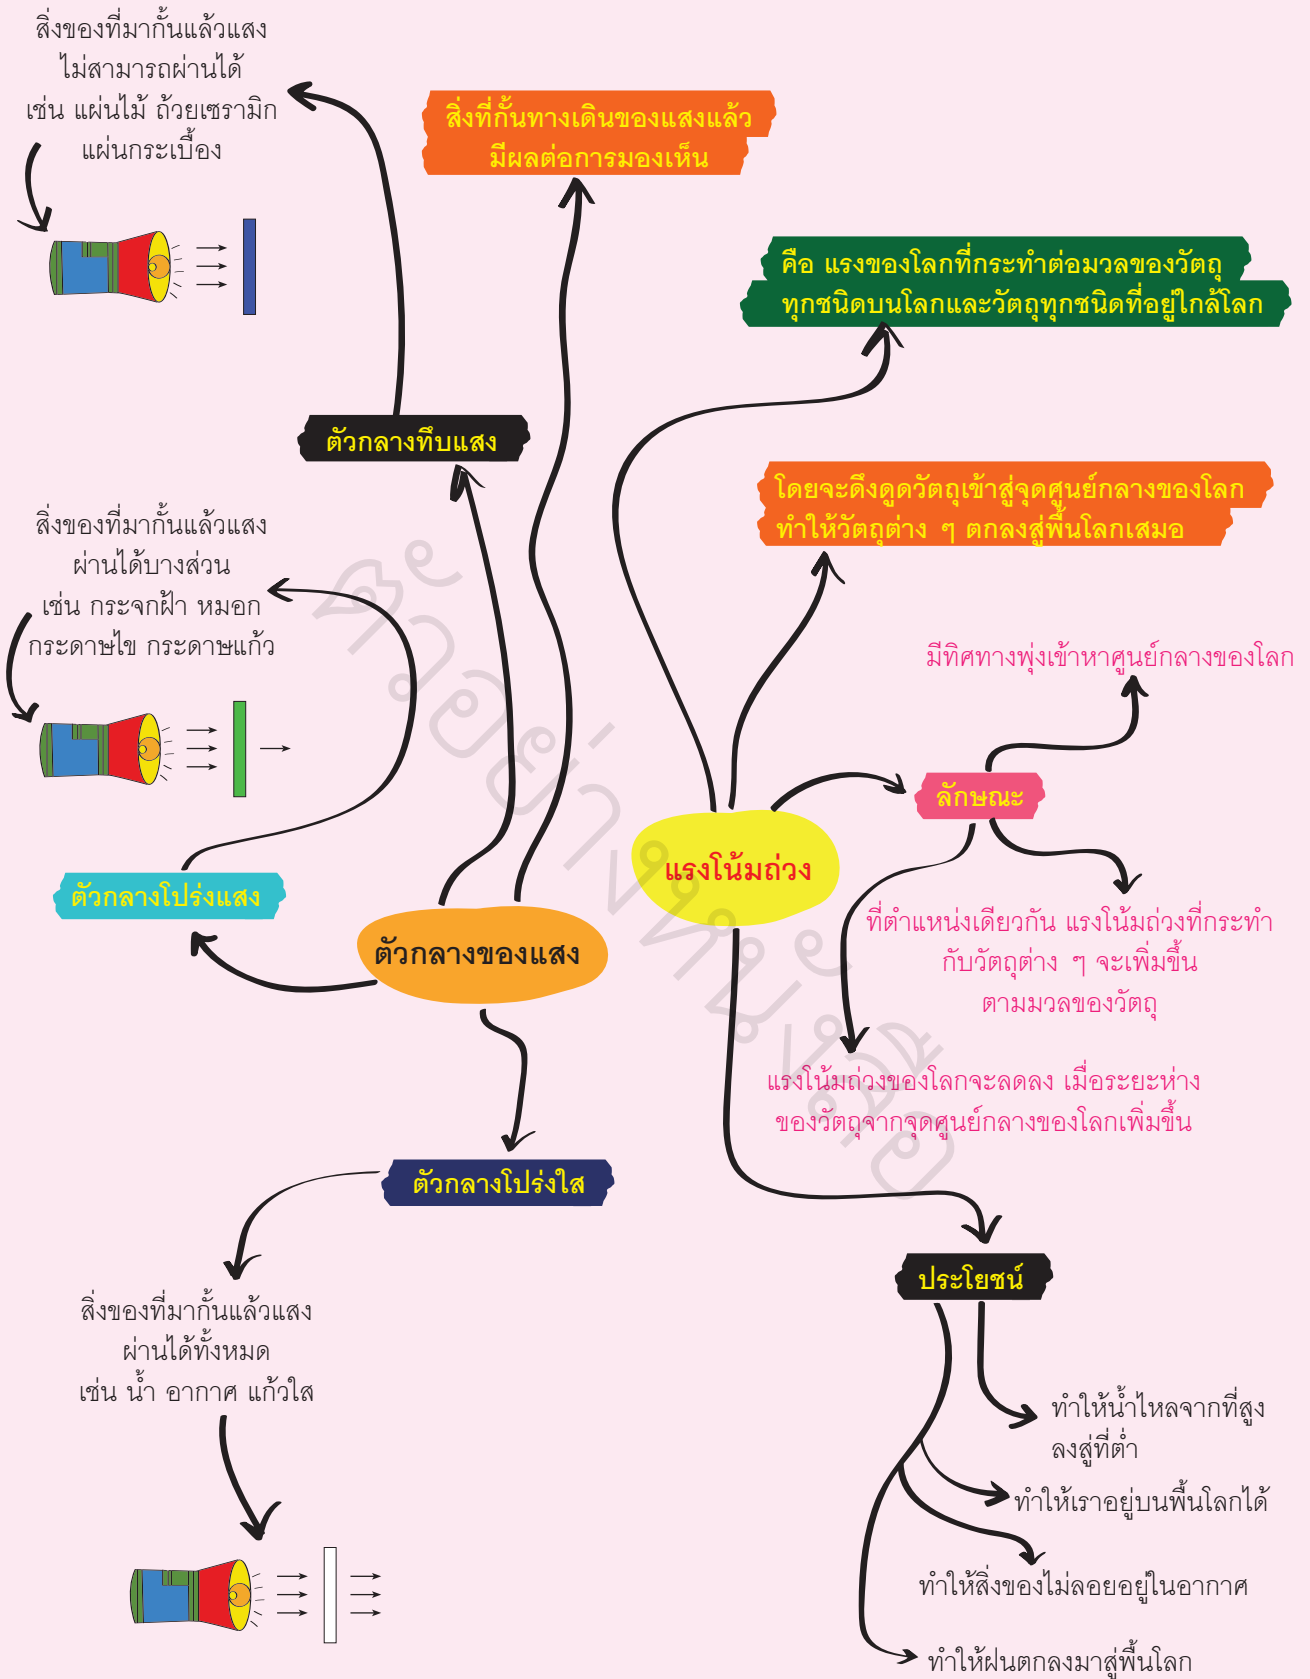 สิ่งของที่มากั้นแล้วแสง
ไม่สามารถผ่านได้
เช่น แผ่นไม้ ถ้วยเซรามิก
แผ่นกระเบื้อง
สิ่งที่กั้นทางเดินของแสงแล้ว
มีผลต่อการมองเห็น
คือ แรงของโลกที่กระทำต่อมวลของวัตถุ
ทุกชนิดบนโลกและวัตถุทุกชนิดที่อยู่ใกล้โลก
ตัวกลางทึบแสง
โดยจะดึงดูดวัตถุเข้าสู่จุดศูนย์กลางของโลก
ทำให้วัตถุต่าง ๆ ตกลงสู่พื้นโลกเสมอ
สิ่งของที่มากั้นแล้วแสง
ผ่านได้บางส่วน
เช่น กระจกฝ้า หมอก
กระดาษไข กระดาษแก้ว
มีทิศทางพุ่งเข้าหาศูนย์กลางของโลก
ลักษณะ
แรงโน้มถ่วง
ตัวกลางโปร่งแสง
ตัวกลางของแสง
ที่ตำแหน่งเดียวกัน แรงโน้มถ่วงที่กระทำ
กับวัตถุต่าง ๆ จะเพิ่มขึ้น
ตามมวลของวัตถุ
แรงโน้มถ่วงของโลกจะลดลง เมื่อระยะห่าง
ของวัตถุจากจุดศูนย์กลางของโลกเพิ่มขึ้น
ตัวกลางโปร่งใส
ประโยชน์
สิ่งของที่มากั้นแล้วแสง
ผ่านได้ทั้งหมด
เช่น น้ำ อากาศ แก้วใส
ทำให้น้ำไหลจากที่สูง
ลงสู่ที่ต่ำ
ทำให้เราอยู่บนพื้นโลกได้
ทำให้สิ่งของไม่ลอยอยู่ในอากาศ
ทำให้ฝนตกลงมาสู่พื้นโลก